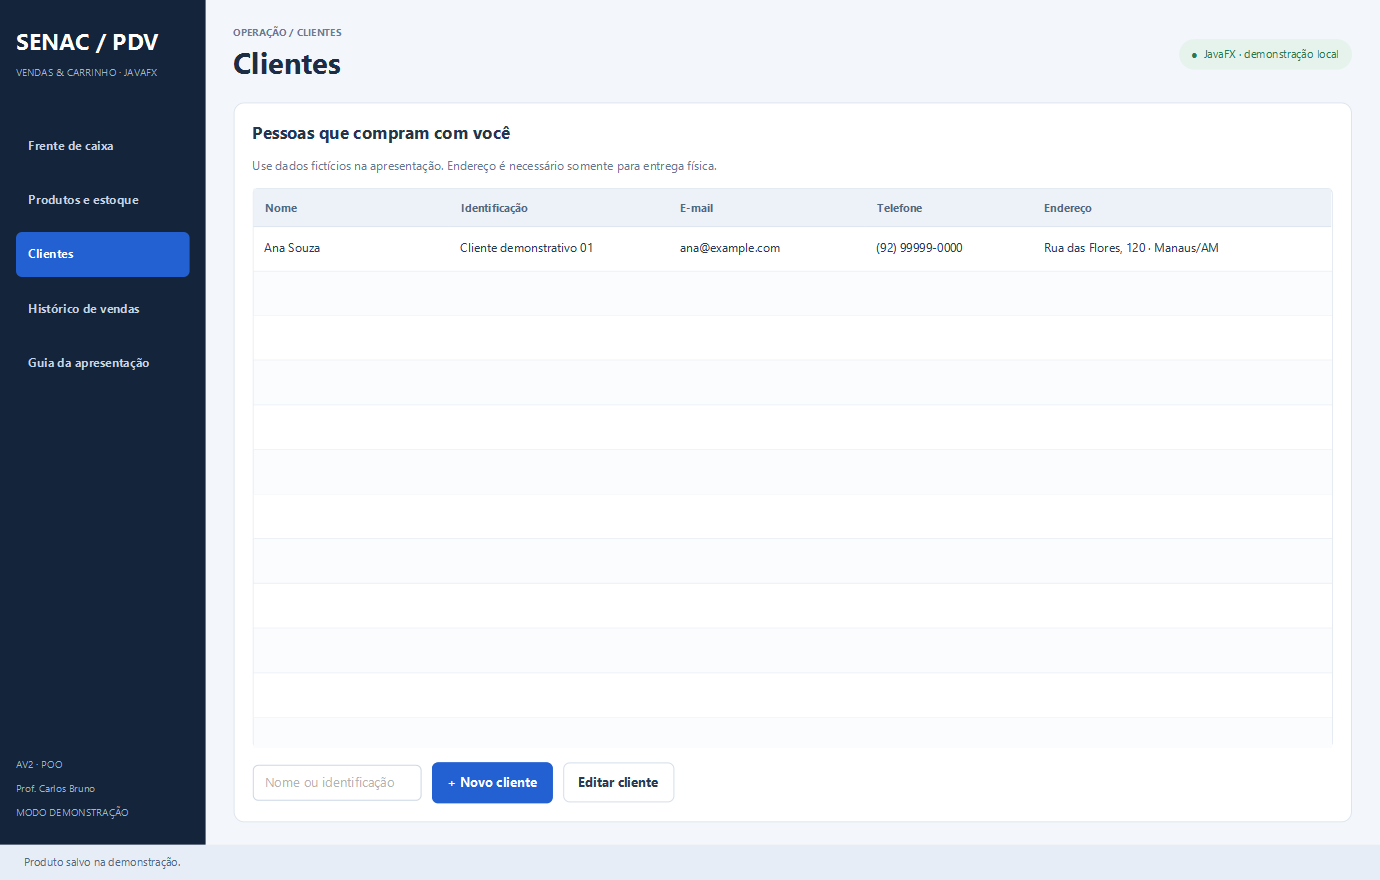 SENAC / PDV
VENDAS & CARRINHO · JAVAFX
Frente de caixa
Produtos e estoque
Clientes
Histórico de vendas
Guia da apresentação
AV2 · POO
Prof. Carlos Bruno
MODO DEMONSTRAÇÃO
OPERAÇÃO / CLIENTES
Clientes
● JavaFX · demonstração local
Pessoas que compram com você
Use dados fictícios na apresentação. Endereço é necessário somente para entrega física.
Nome Identificação E-mail Telefone Endereço
Ana Souza Cliente demonstrativo 01 ana@example.com (92) 99999-0000 Rua das Flores, 120 · Manaus/AM
Nome ou identificação + Novo cliente Editar cliente
Produto salvo na demonstração.